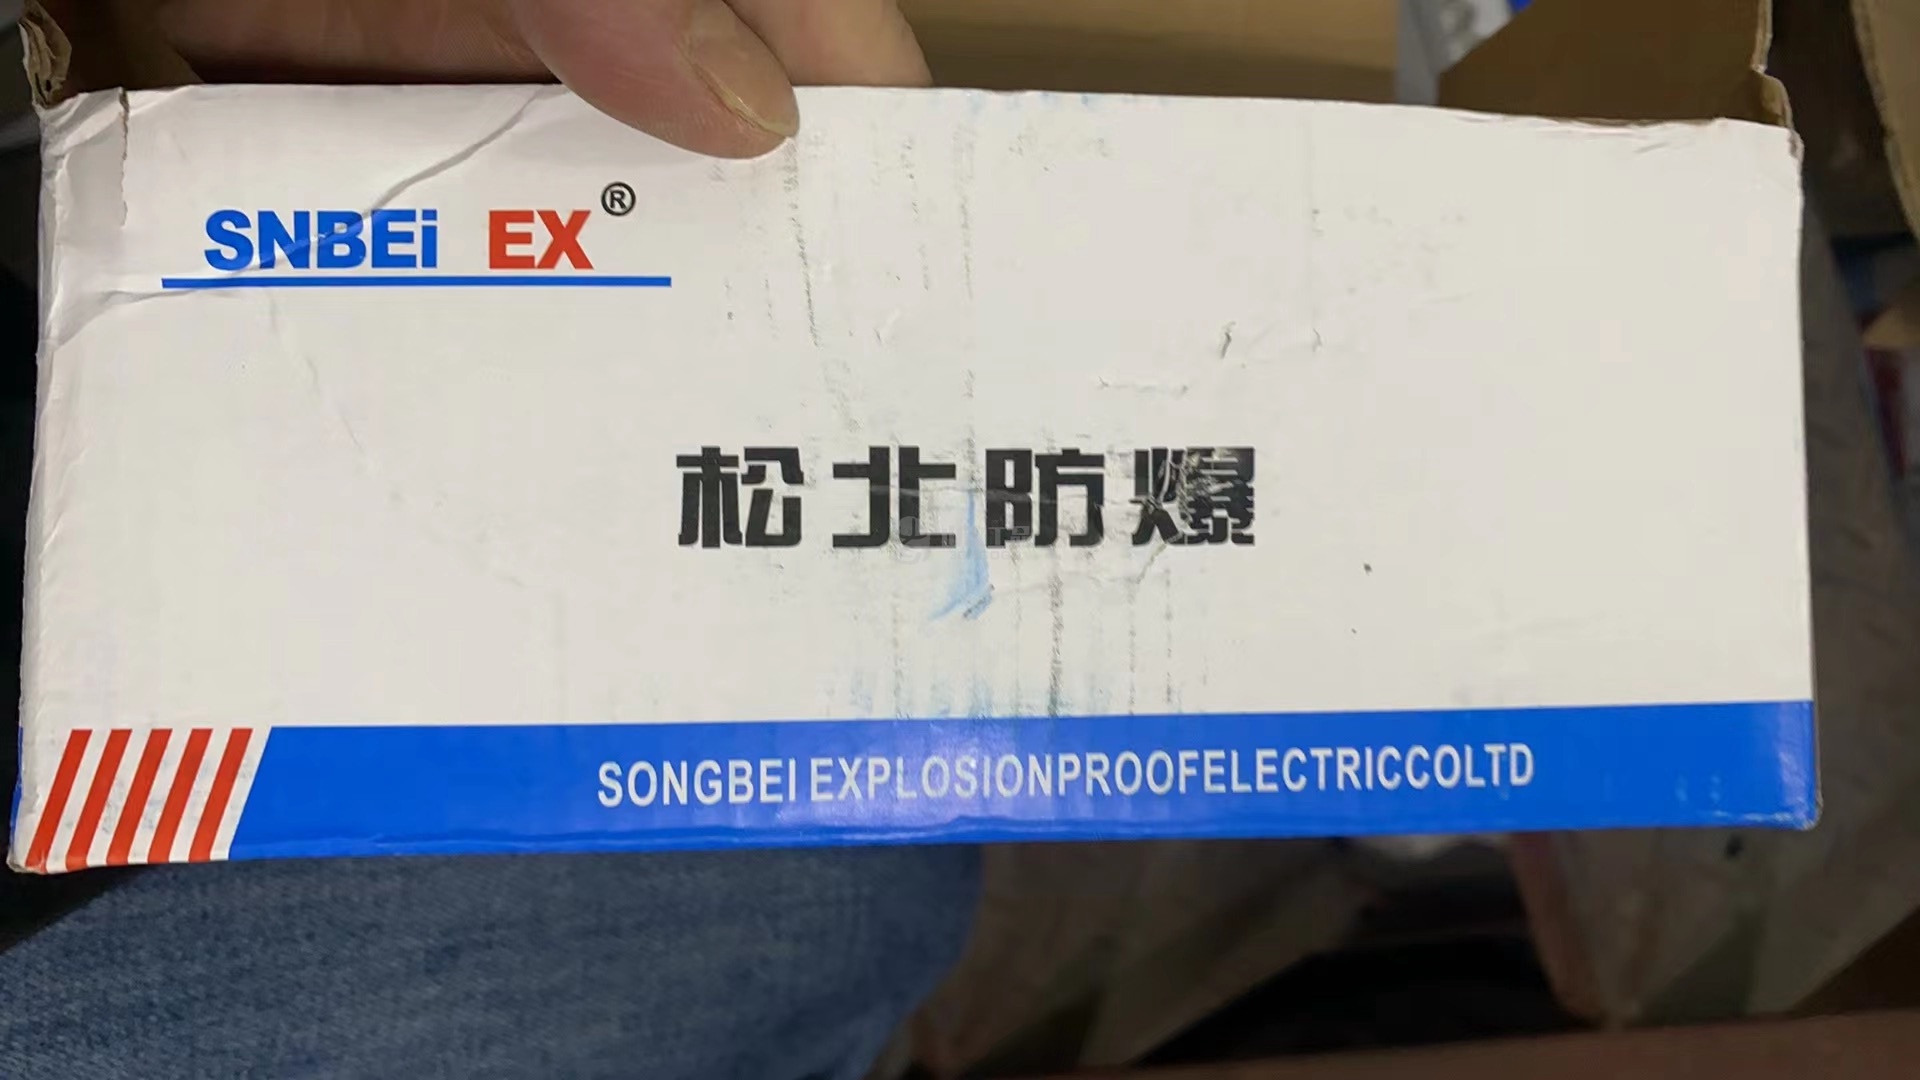 SNBEi EX®
松北防爆
SONGBEI EXPLOSIONPROOFELECTRICCOLTD